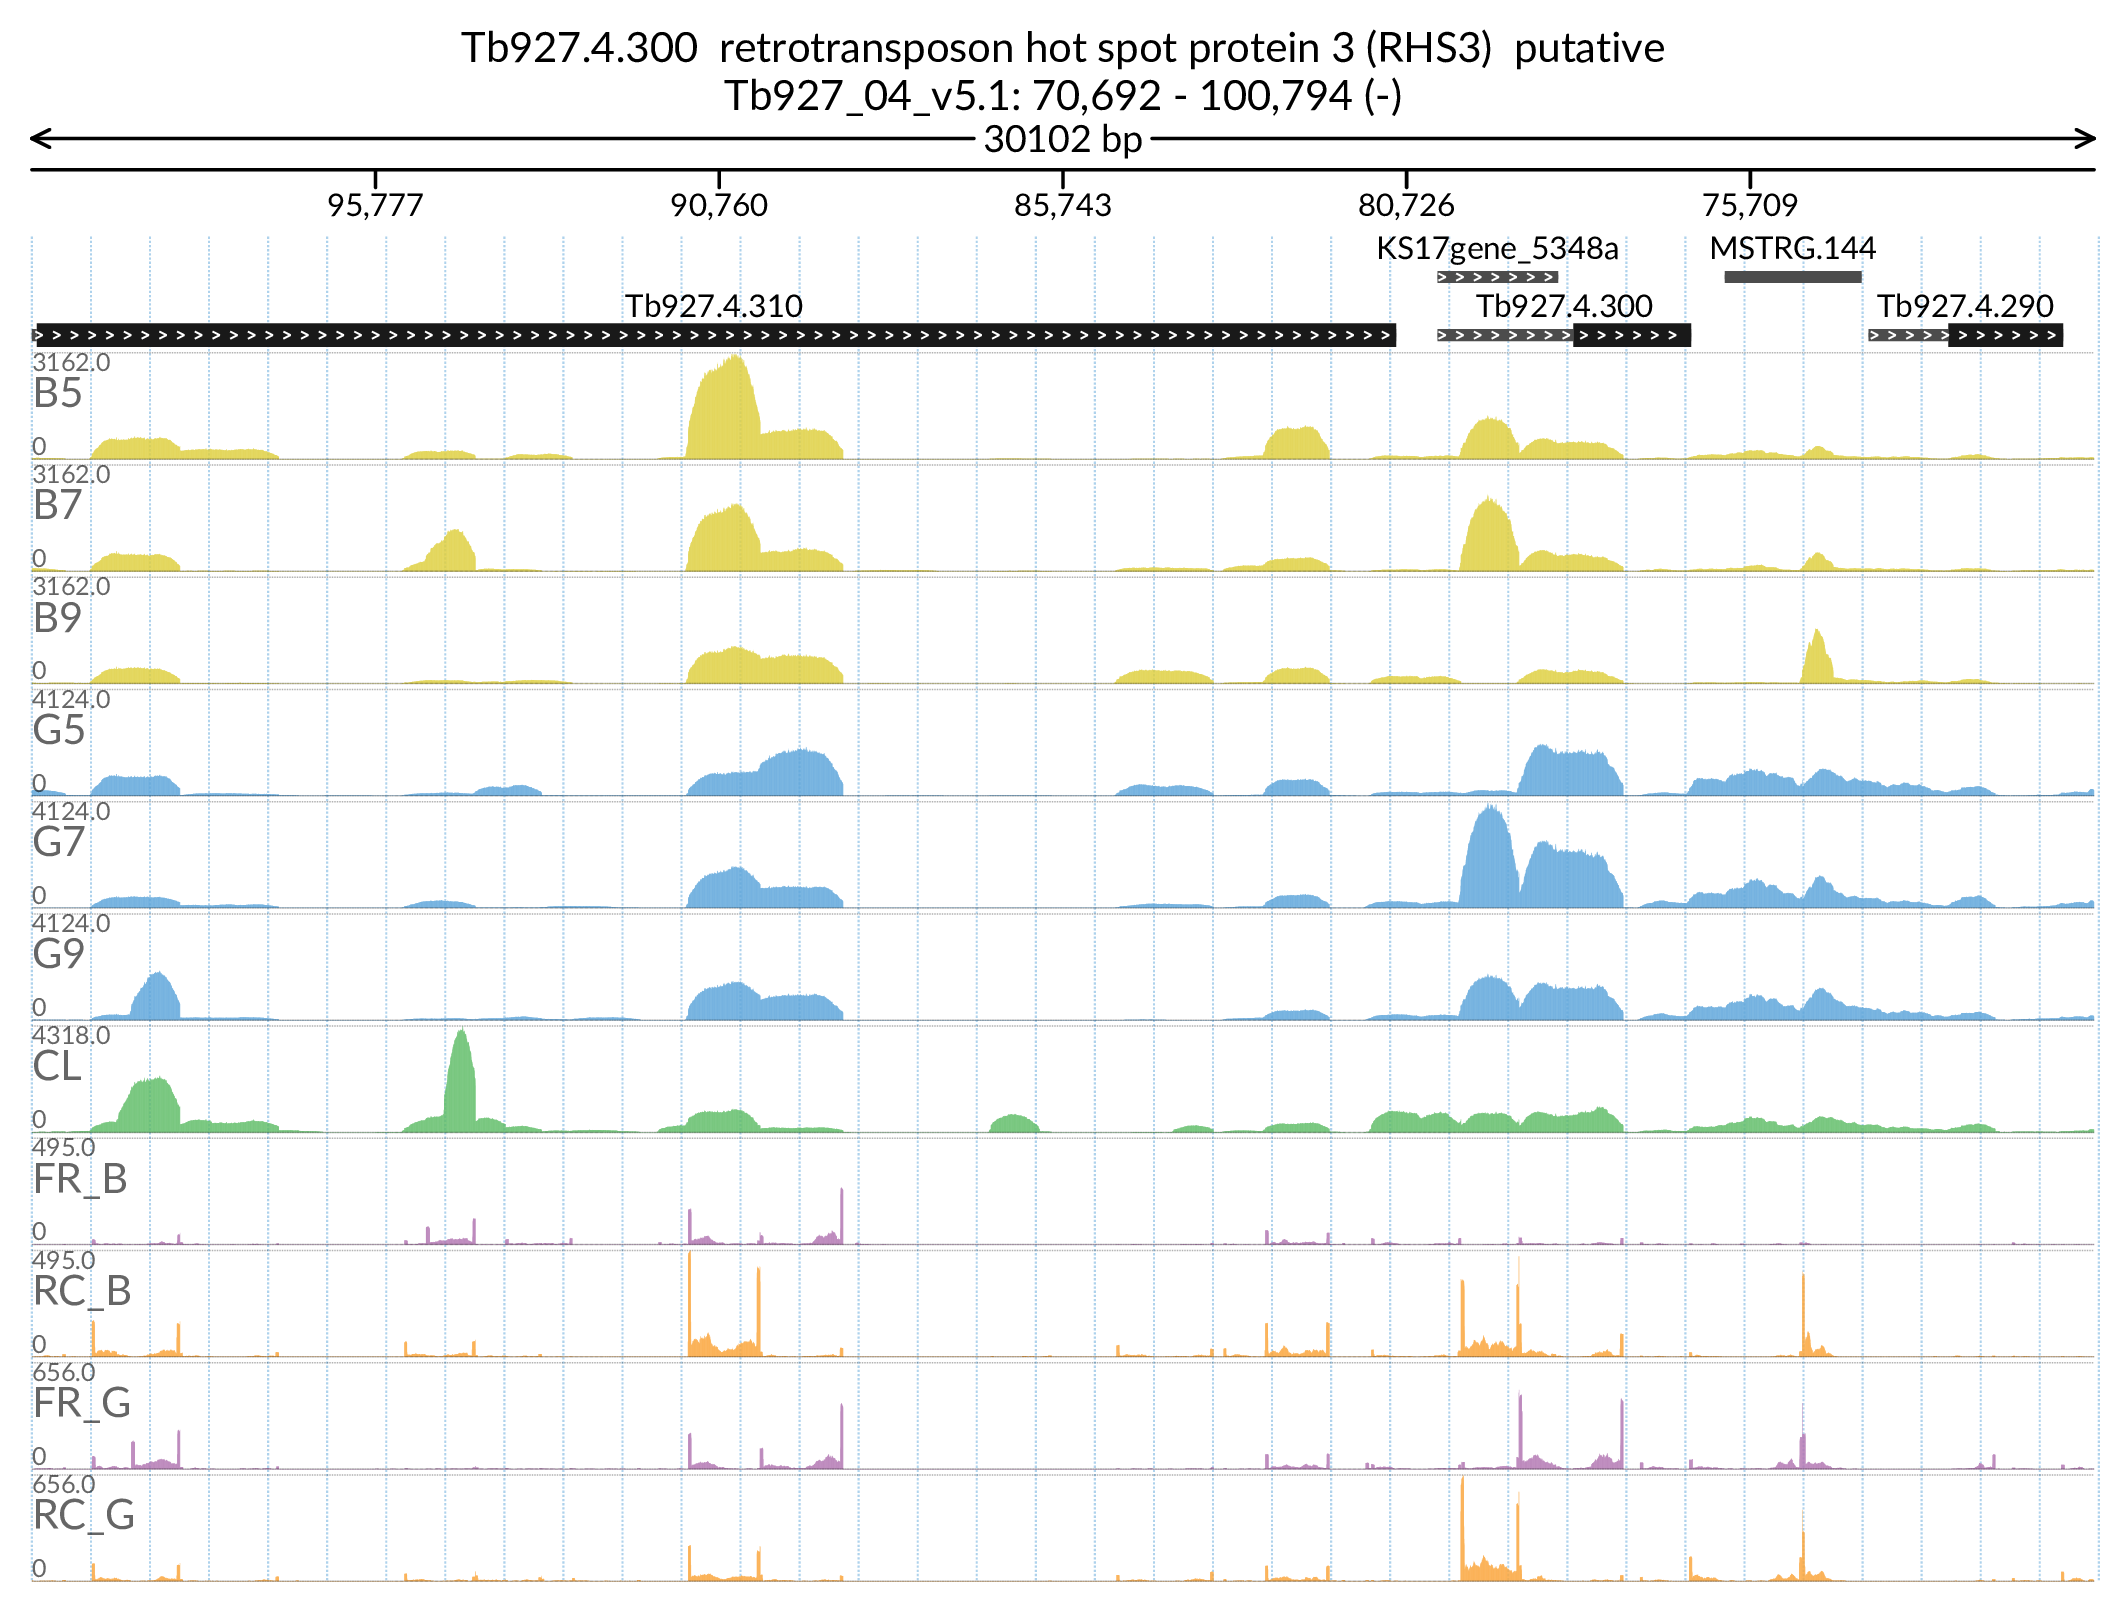 Tb927.4.300 retrotransposon hot spot protein 3 (RHS3) putative
Tb927_04_v5.1: 70,692 - 100,794 (-)
30102 bp
95,777 90,760 85,743 80,726 75,709
KS17gene_5348a MSTRG.144
Tb927.4.310 Tb927.4.300 Tb927.4.290
3162.0
B5
0
3162.0
B7
0
3162.0
B9
0
4124.0
G5
0
4124.0
G7
0
4124.0
G9
0
4318.0
CL
0
495.0
FR_B
0
495.0
RC_B
0
656.0
FR_G
0
656.0
RC_G
0